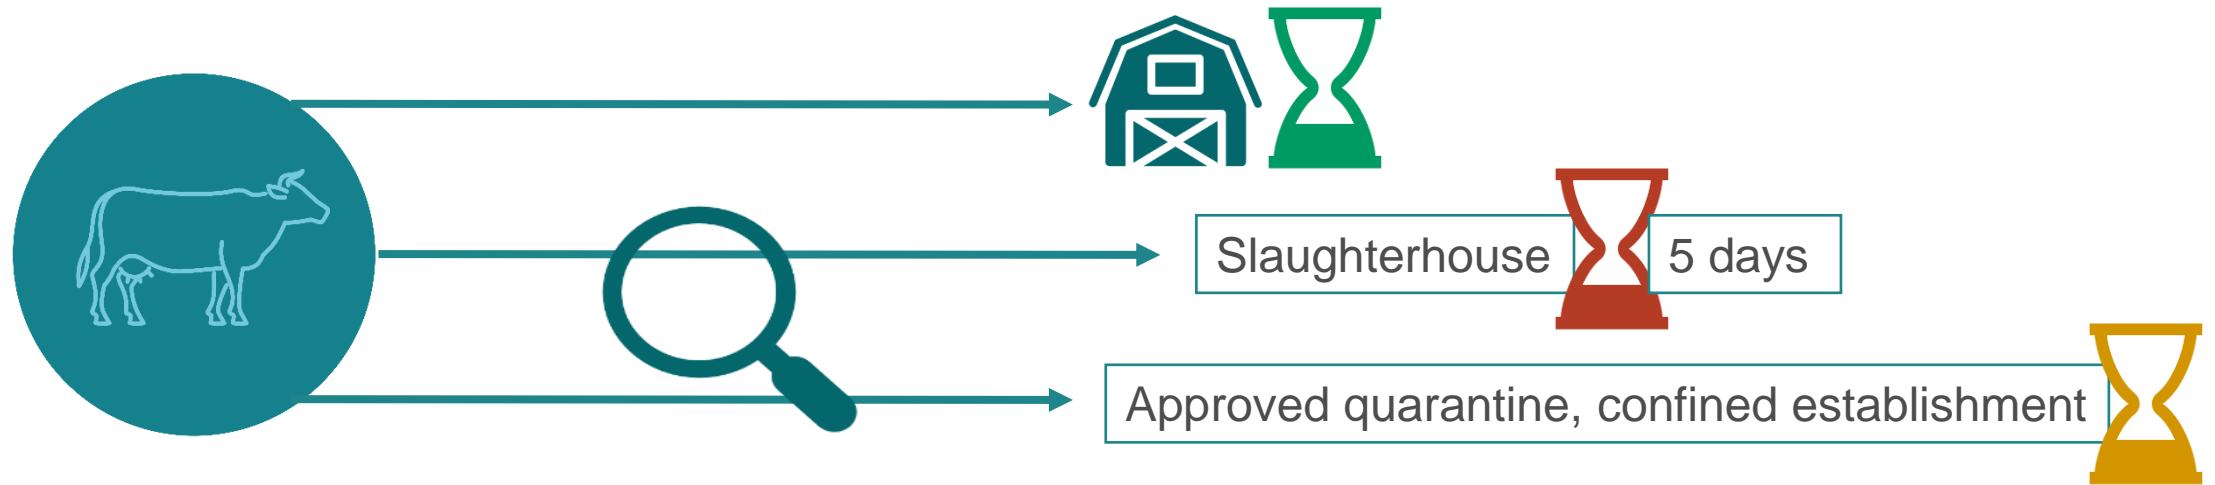 Slaughterhouse
5 days
Approved quarantine, confined establishment